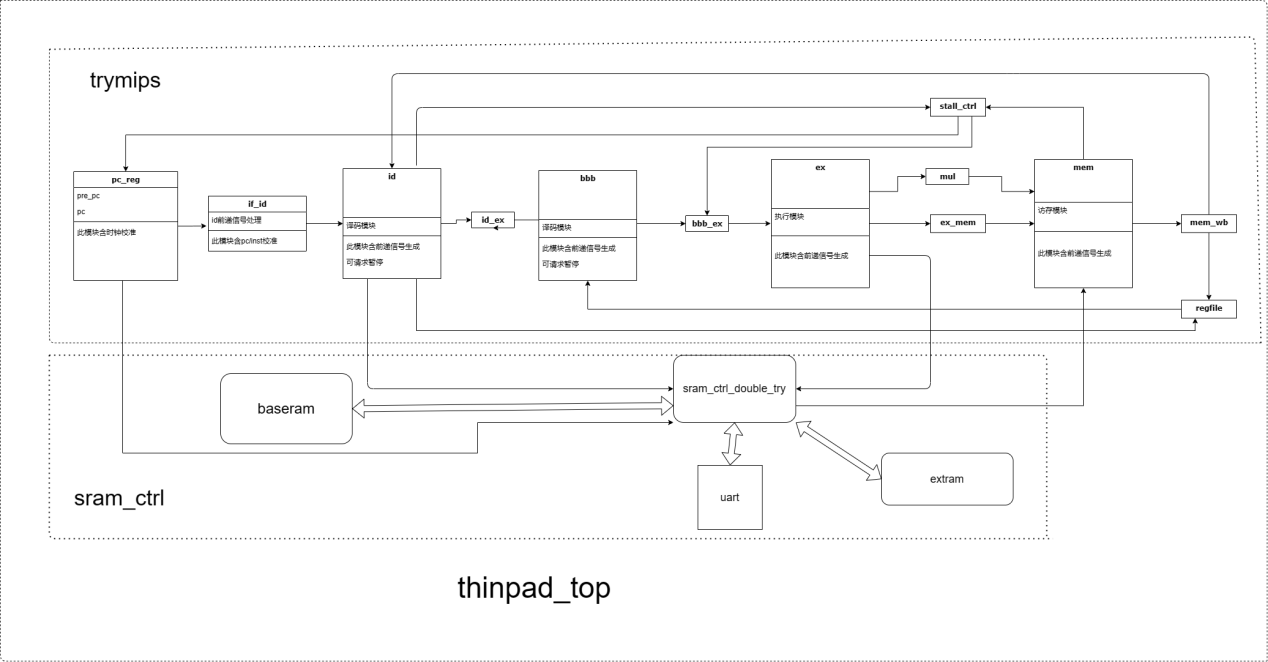 trymips
stall_ctrl
pc_reg
pre_pc
pc
此模块含时钟校准
if_id
id前递信号处理
此模块含pc/inst校准
id
译码模块
此模块含前递信号生成
可请求暂停
id_ex
bbb
译码模块
此模块含前递信号生成
可请求暂停
bbb_ex
ex
执行模块
此模块含前递信号生成
mul
ex_mem
mem
访存模块
此模块含前递信号生成
mem_wb
regfile
baseram
sram_ctrl_double_try
sram_ctrl
uart
extram
thinpad_top